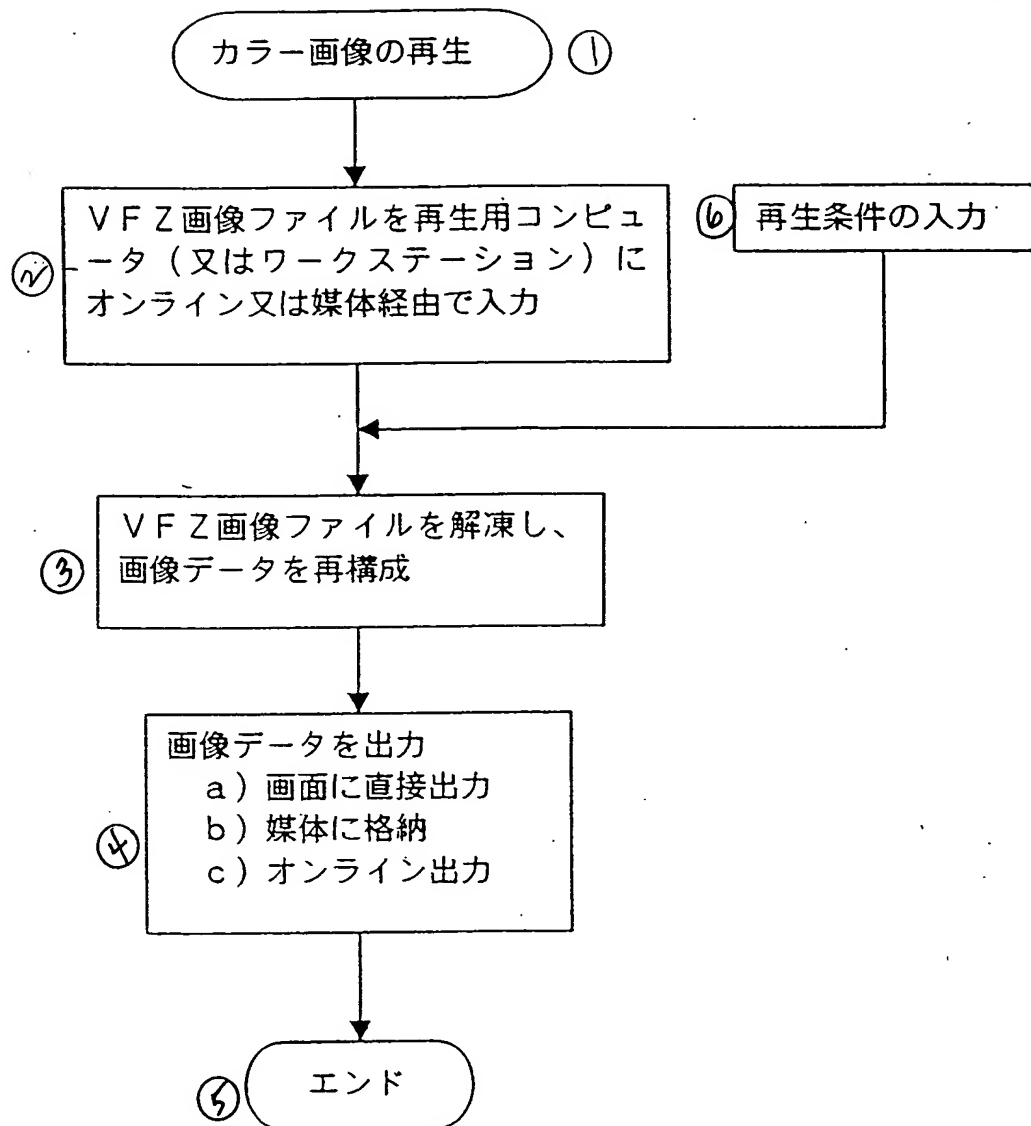 カラー画像の再生 ①
VFZ画像ファイルを再生用コンピュ
ータ(又はワークステーション)に
オンライン又は媒体経由で入力
②
⑥ 再生条件の入力
VFZ画像ファイルを解凍し、
画像データを再構成
③
画像データを出力
a)画面に直接出力
b)媒体に格納
c)オンライン出力
④
エンド
⑤